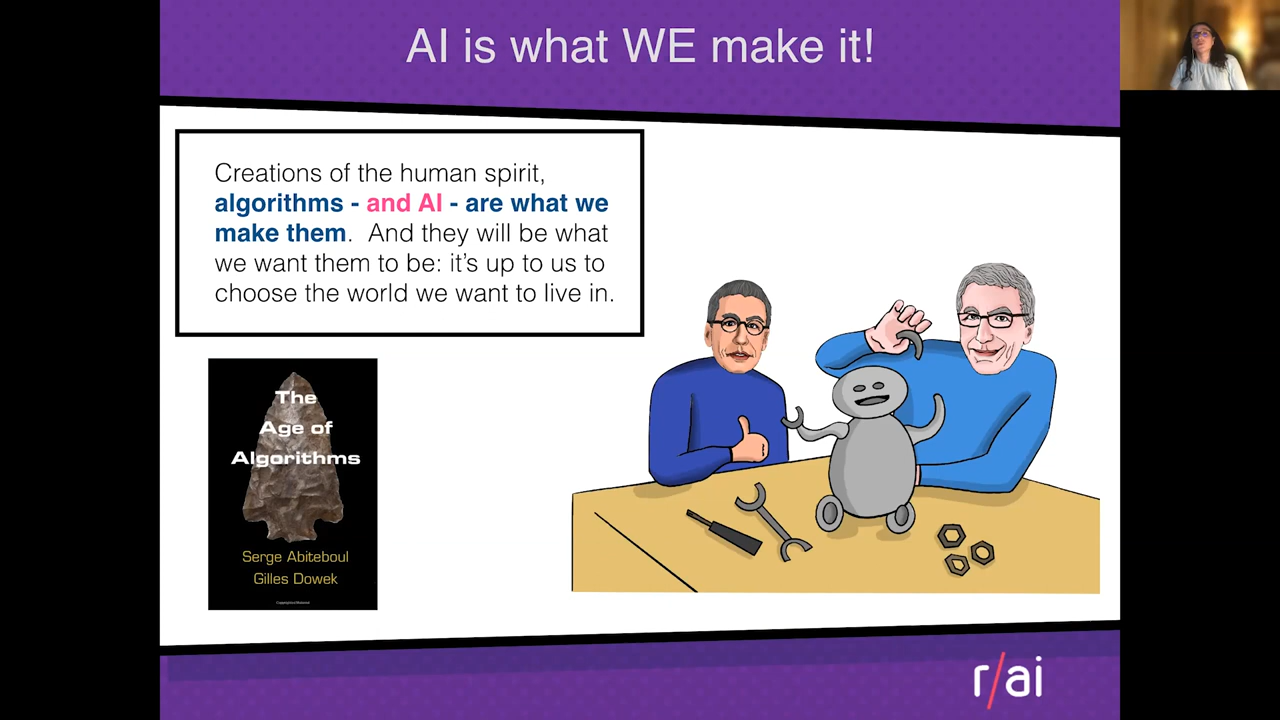 AI is what WE make it!
Creations of the human spirit,
algorithms - and AI - are what we
make them.  And they will be what
we want them to be: it's up to us to
choose the world we want to live in.
The
Age of
Algorithms
Serge Abiteboul
Gilles Dowek
r/ai